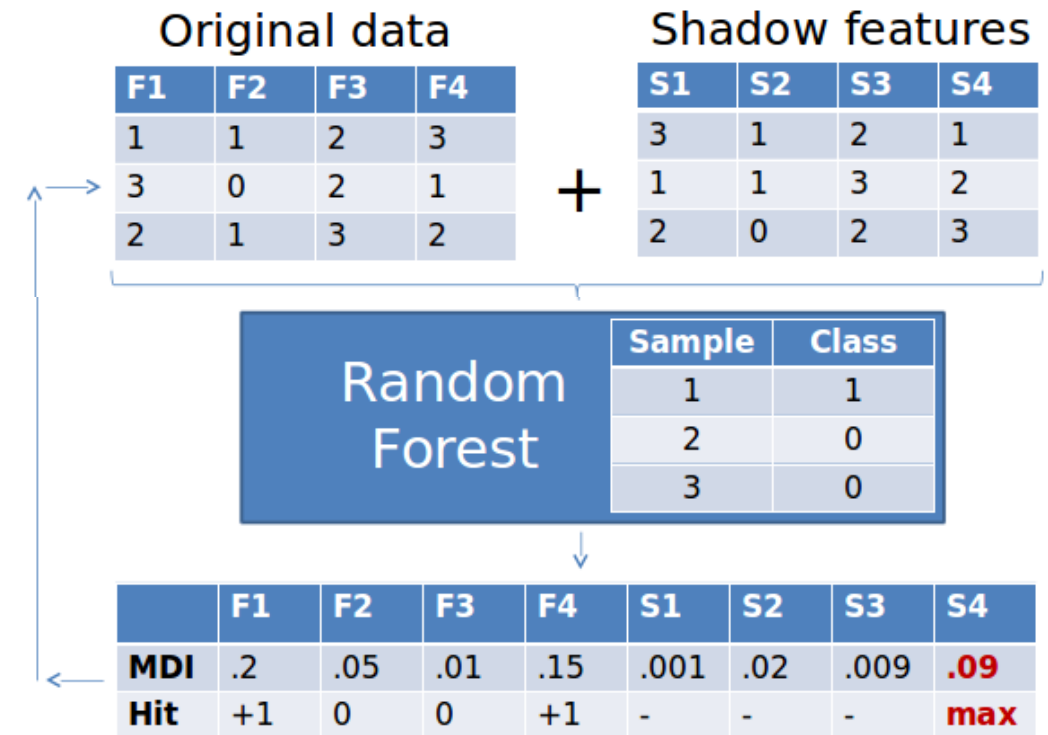 Original data
Shadow features
F1 F2 F3 F4
1 1 2 3
3 0 2 1
2 1 3 2
+
S1 S2 S3 S4
3 1 2 1
1 1 3 2
2 0 2 3
Random
Forest
Sample Class
1 1
2 0
3 0
F1 F2 F3 F4 S1 S2 S3 S4
MDI .2 .05 .01 .15 .001 .02 .009 .09
Hit +1 0 0 +1 - - - max